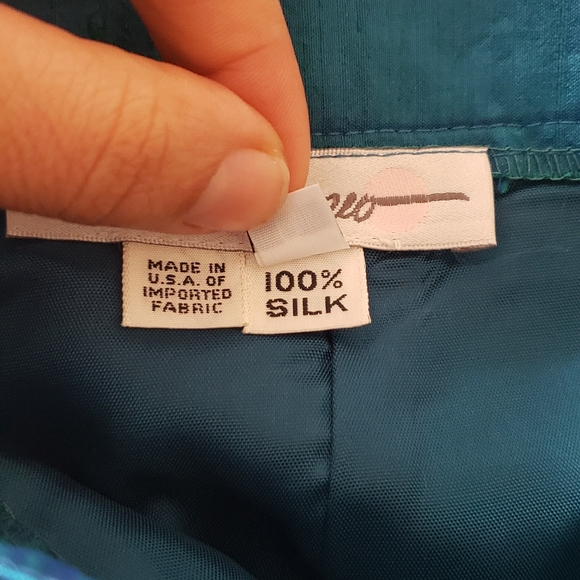 MADE IN
U.S.A. OF
IMPORTED
FABRIC
100%
SILK